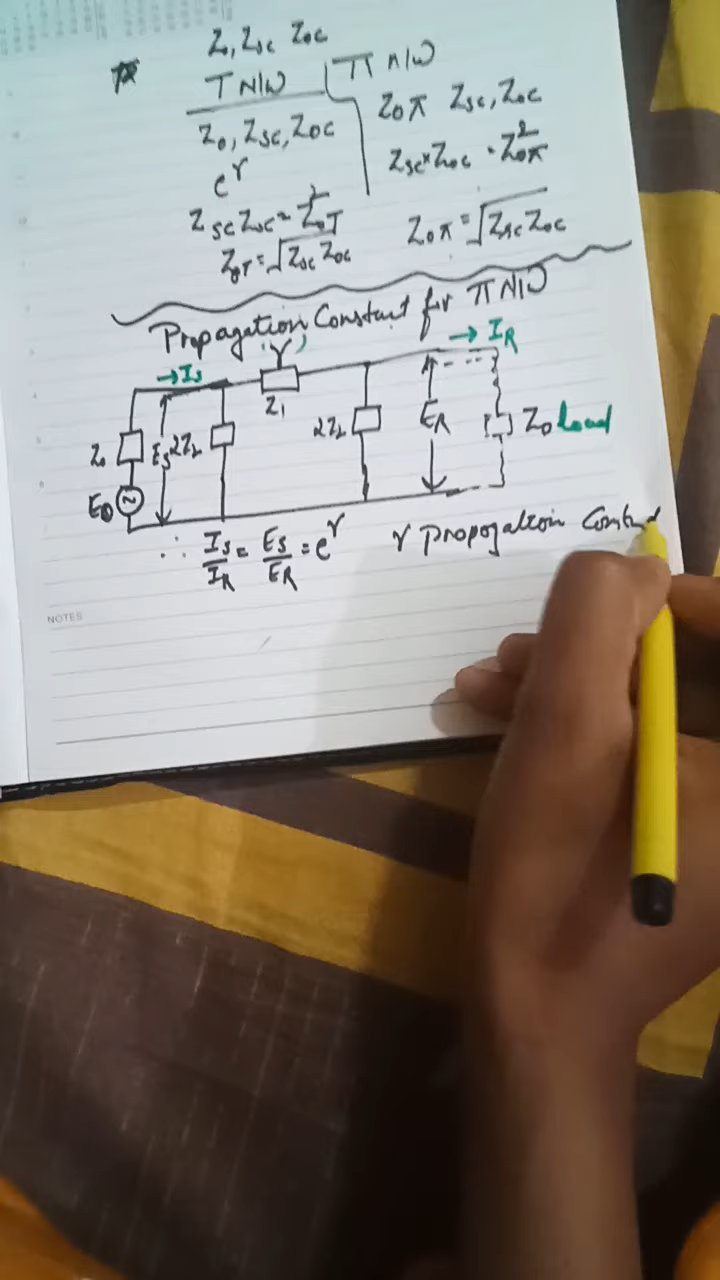 Z₀, Zsc Zoc
T N/W
π N/W
Z₀, Zsc, Zoc
e^γ
Zsc Zoc = Z₀T²
Z₀T = √Zsc Zoc
Z₀π Zsc, Zoc
Zsc × Zoc = Z₀π²
Z₀π = √Zsc Zoc
Propagation Constant for π N/W
'γ'
→ Is
→ IR
Z₁
Z₀
Es
2Z₂
2Z₂
ER
Z₀ Load
E₀
∴ Is/IR = Es/ER = e^γ
γ propogation Constan
NOTES